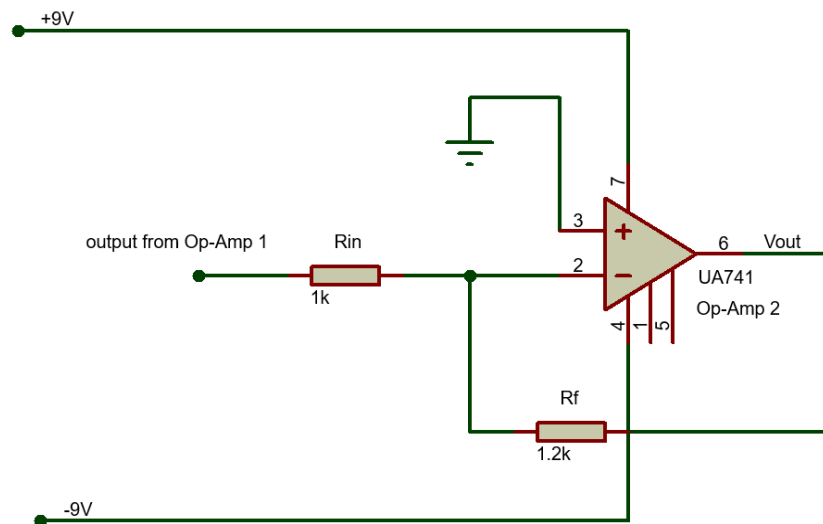 +9V
7
output from Op-Amp 1
Rin
1k
3
+
2
−
6
Vout
UA741
Op-Amp 2
4
1
5
Rf
1.2k
-9V